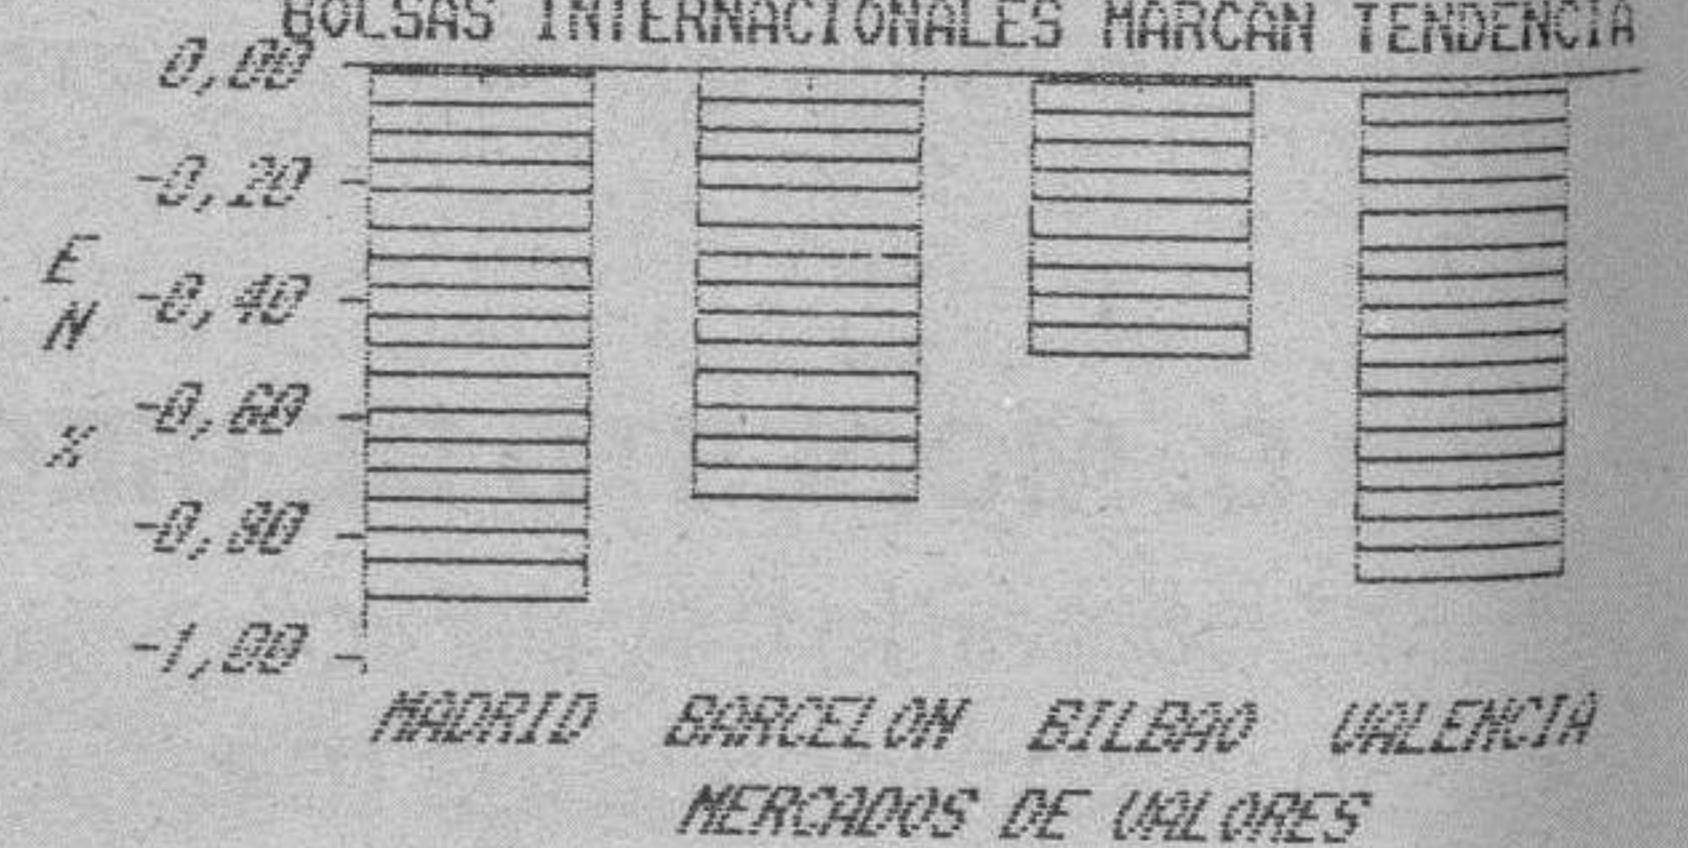 BOLSAS INTERNACIONALES MARCAN TENDENCIA
0,00
-0,20
-0,40
-0,60
-0,80
-1,00
EN %
MADRID BARCELON BILBAO VALENCIA
MERCADOS DE VALORES